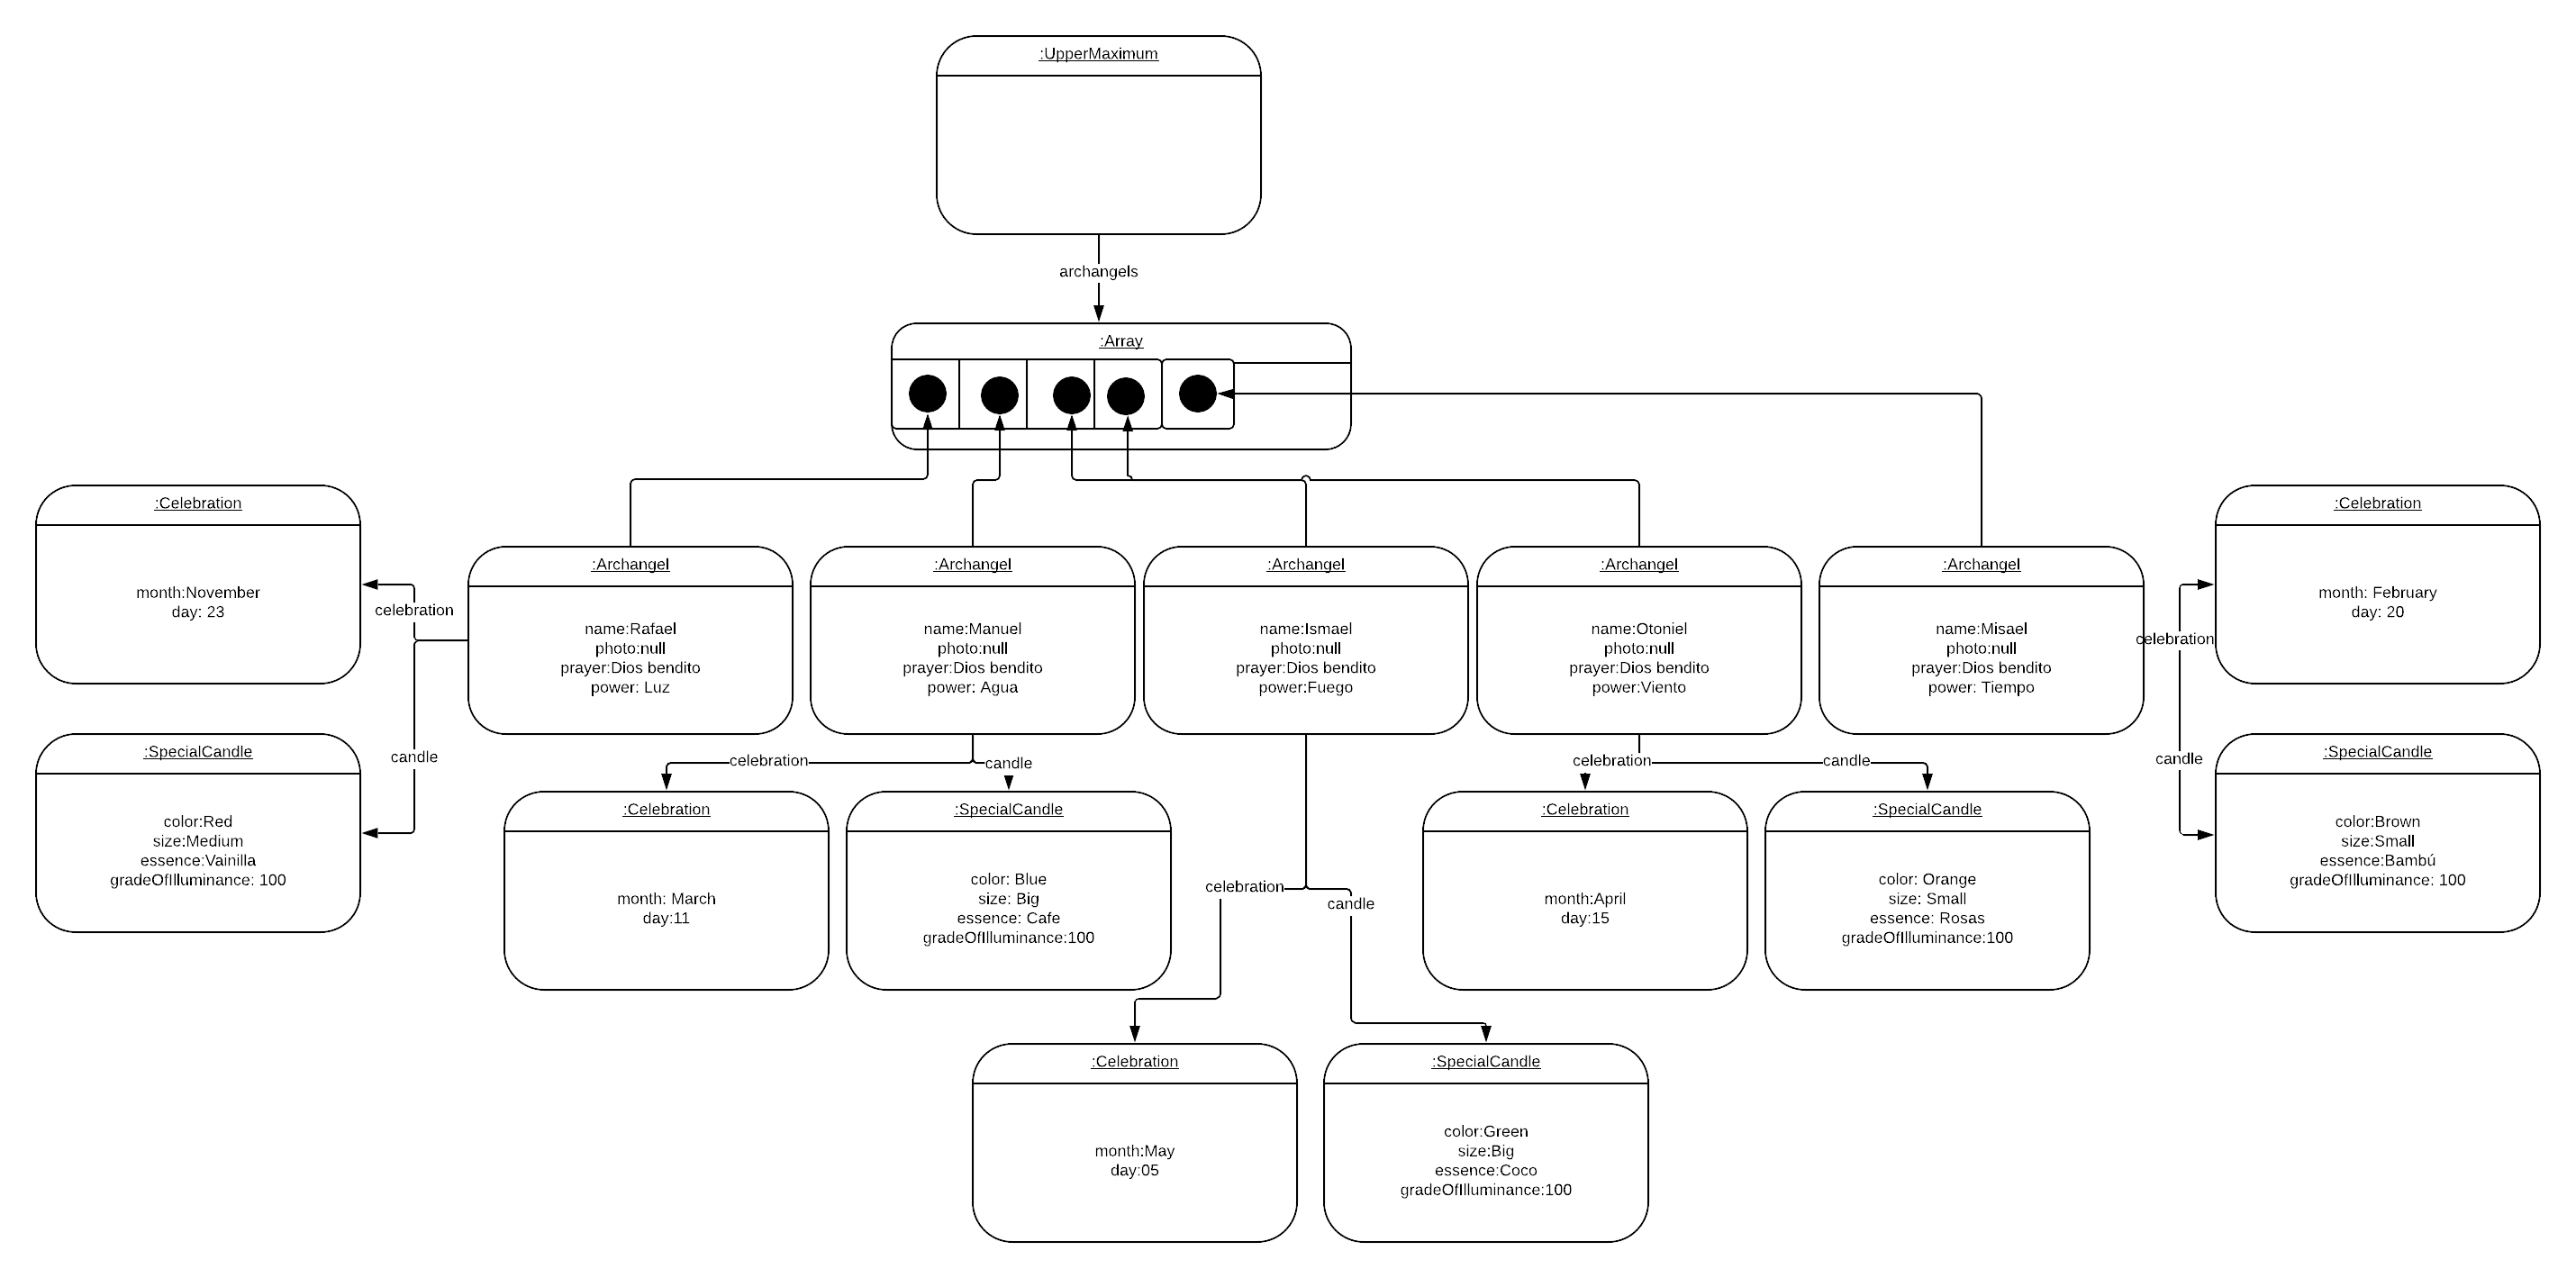 :UpperMaximum
archangels
:Array
:Celebration
month:November
day: 23
celebration
:Archangel
name:Rafael
photo:null
prayer:Dios bendito
power: Luz
:Archangel
name:Manuel
photo:null
prayer:Dios bendito
power: Agua
:Archangel
name:Ismael
photo:null
prayer:Dios bendito
power:Fuego
:Archangel
name:Otoniel
photo:null
prayer:Dios bendito
power:Viento
:Archangel
name:Misael
photo:null
prayer:Dios bendito
power: Tiempo
celebration
:Celebration
month: February
day: 20
:SpecialCandle
color:Red
size:Medium
essence:Vainilla
gradeOfIlluminance: 100
candle
celebration
candle
celebration
candle
candle
:SpecialCandle
color:Brown
size:Small
essence:Bambú
gradeOfIlluminance: 100
:Celebration
month: March
day:11
:SpecialCandle
color: Blue
size: Big
essence: Cafe
gradeOfIlluminance:100
celebration
candle
:Celebration
month:April
day:15
:SpecialCandle
color: Orange
size: Small
essence: Rosas
gradeOfIlluminance:100
:Celebration
month:May
day:05
:SpecialCandle
color:Green
size:Big
essence:Coco
gradeOfIlluminance:100